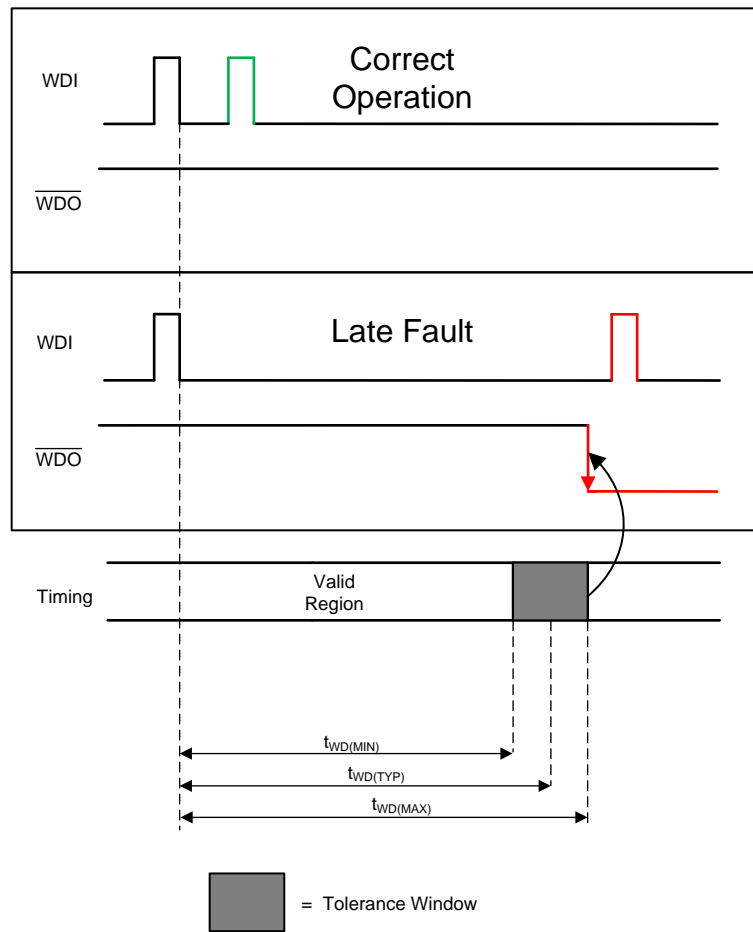 Correct
Operation
WDI
WDO
Late Fault
WDI
WDO
Timing
Valid
Region
tWD(MIN)
tWD(TYP)
tWD(MAX)
= Tolerance Window